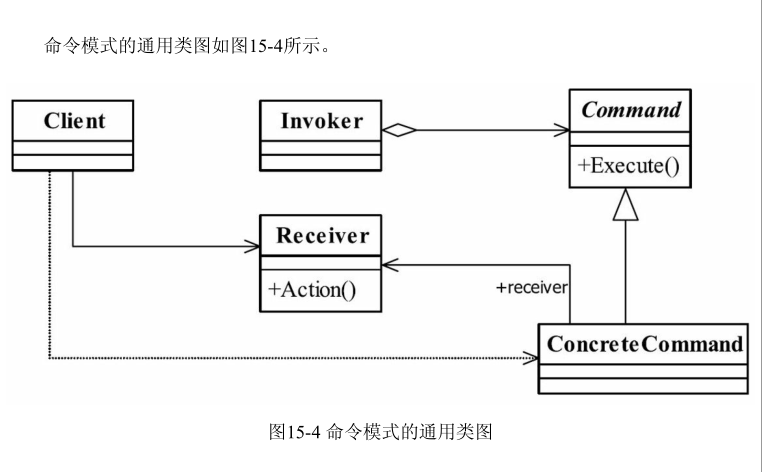 命令模式的通用类图如图15-4所示。
Client
Invoker
Command
+Execute()
Receiver
+Action()
+receiver
ConcreteCommand
图15-4 命令模式的通用类图